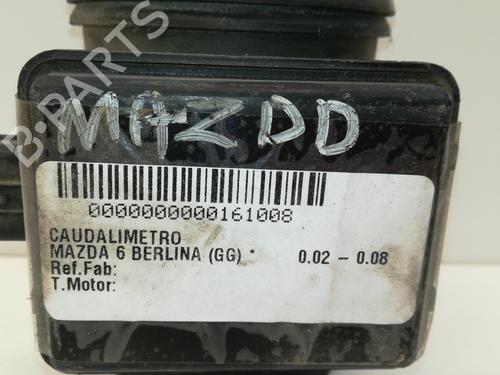 B-PARTS
MAZDD
0000000000161008
CAUDALIMETRO
MAZDA 6 BERLINA (GG) * 0.02 - 0.08
Ref.Fab:
T.Motor: